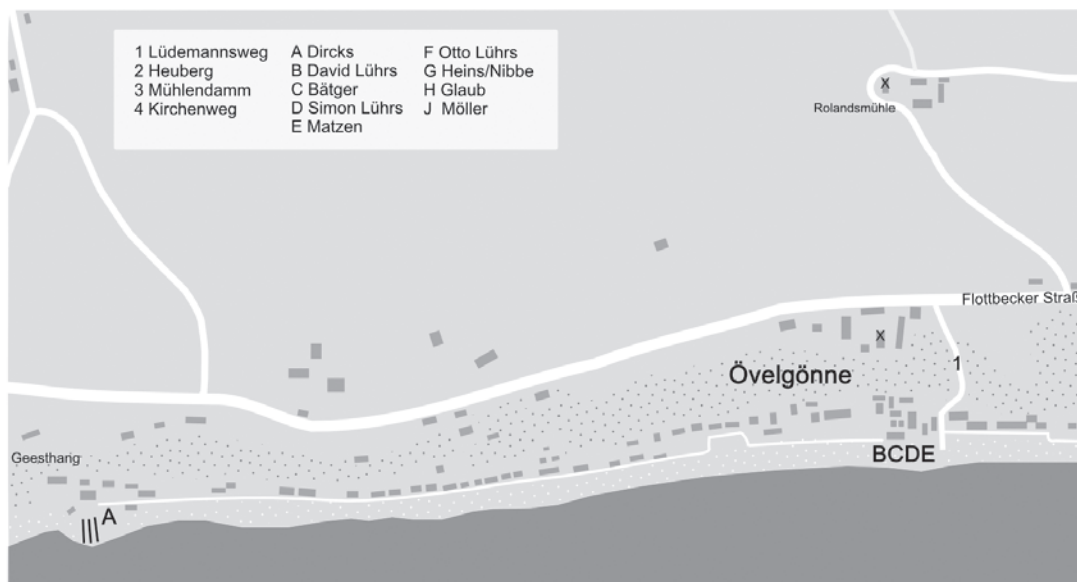 1 Lüdemannsweg
2 Heuberg
3 Mühlendamm
4 Kirchenweg
A Dircks
B David Lührs
C Bätger
D Simon Lührs
E Matzen
F Otto Lührs
G Heins/Nibbe
H Glaub
J Möller
X
Rolandsmühle
Flottbecker Straß
X
1
Övelgönne
BCDE
Geesthang
A